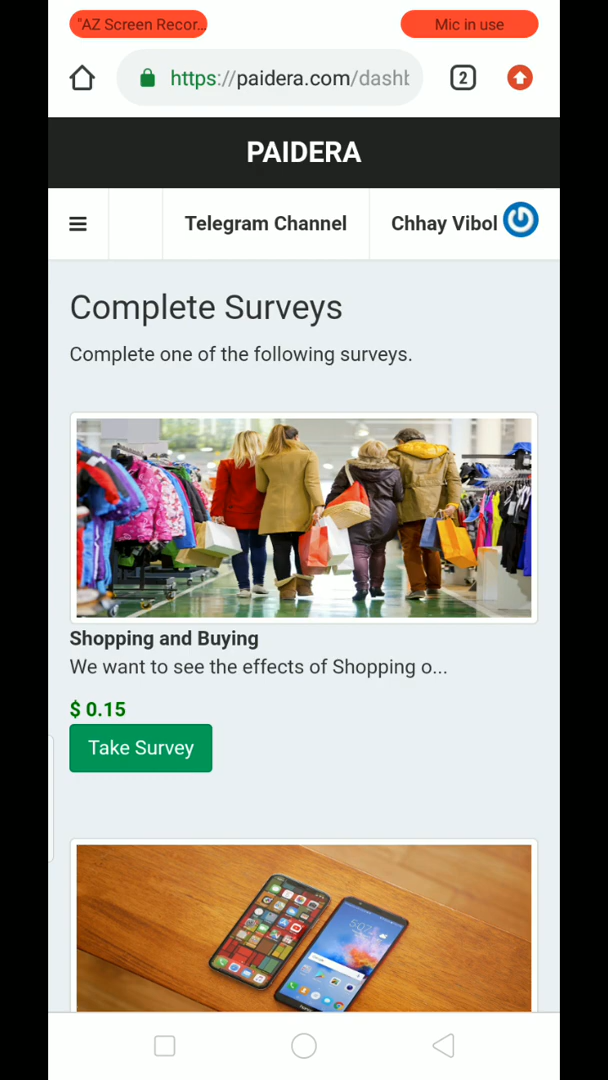 "AZ Screen Recor...
Mic in use
https://paidera.com/dasht
2
PAIDERA
Telegram Channel
Chhay Vibol
Complete Surveys
Complete one of the following surveys.
Shopping and Buying
We want to see the effects of Shopping o...
$ 0.15
Take Survey